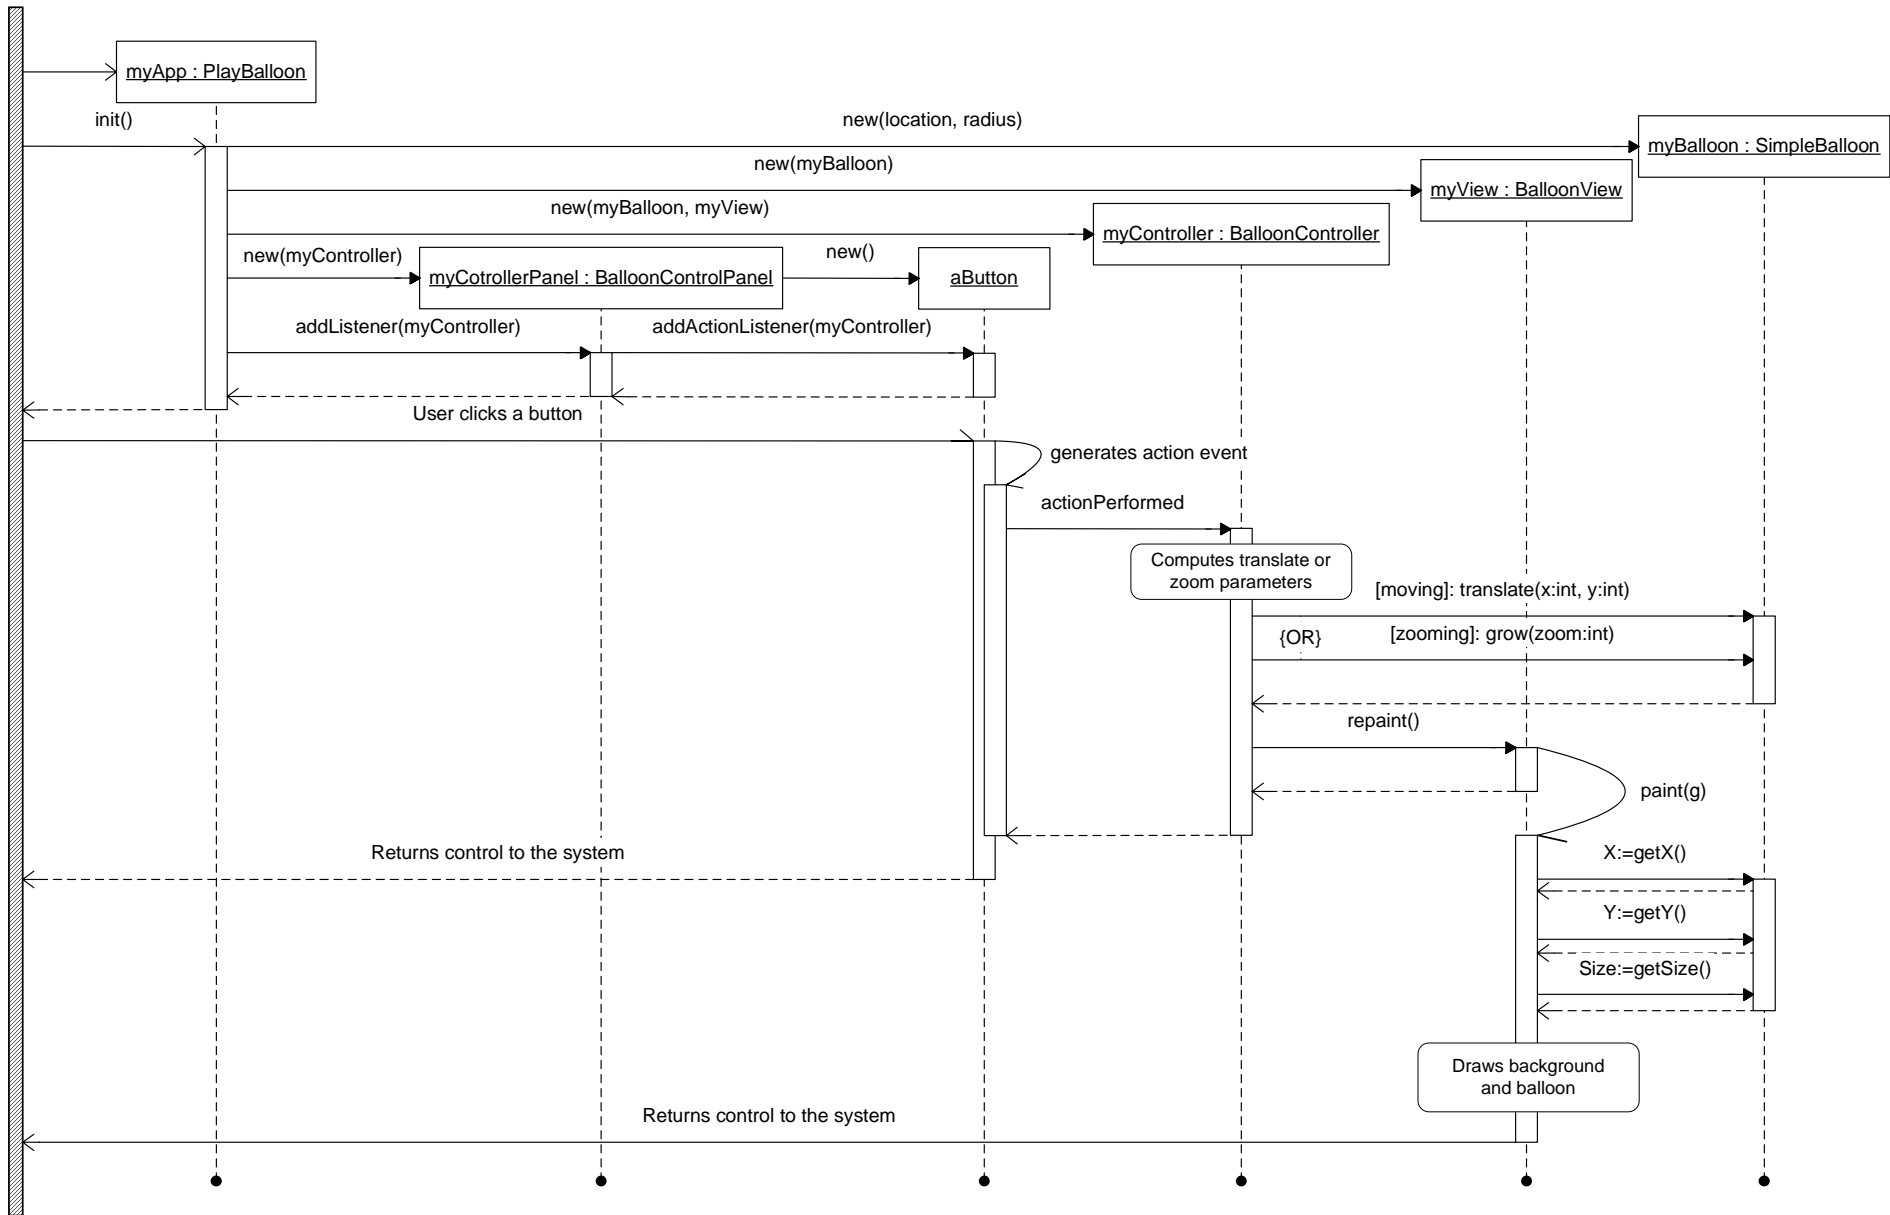 myApp : PlayBalloon
init()
new(location, radius)
myBalloon : SimpleBalloon
new(myBalloon)
myView : BalloonView
new(myBalloon, myView)
myController : BalloonController
new(myController)
new()
myCotrollerPanel : BalloonControlPanel
aButton
addListener(myController)
addActionListener(myController)
User clicks a button
generates action event
actionPerformed
Computes translate or
zoom parameters
[moving]: translate(x:int, y:int)
{OR}
[zooming]: grow(zoom:int)
repaint()
paint(g)
Returns control to the system
X:=getX()
Y:=getY()
Size:=getSize()
Draws background
and balloon
Returns control to the system